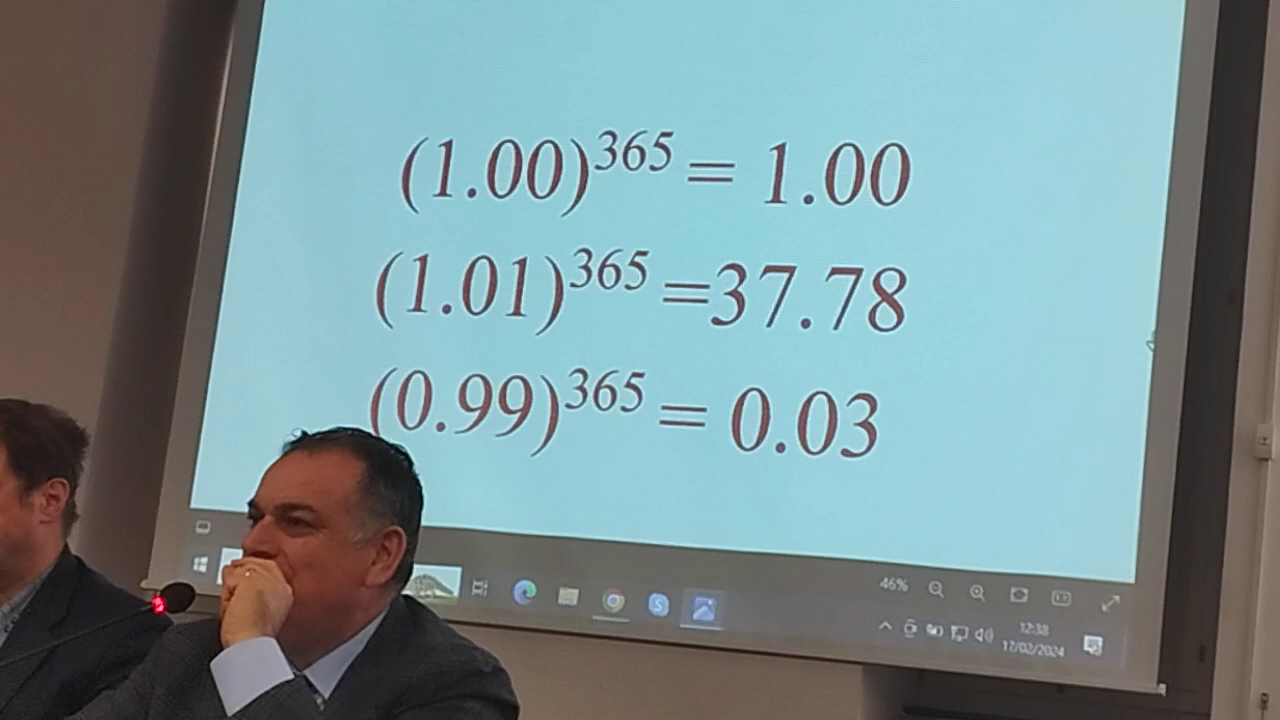 (1.00)³⁶⁵ = 1.00
(1.01)³⁶⁵ =37.78
(0.99)³⁶⁵ = 0.03
46%
12:38
17/02/2024